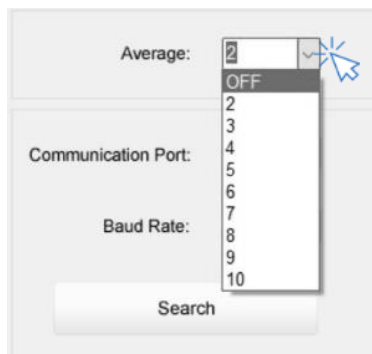 Average: 2
OFF
2
3
Communication Port: 4
5
6
Baud Rate: 7
8
9
10
Search